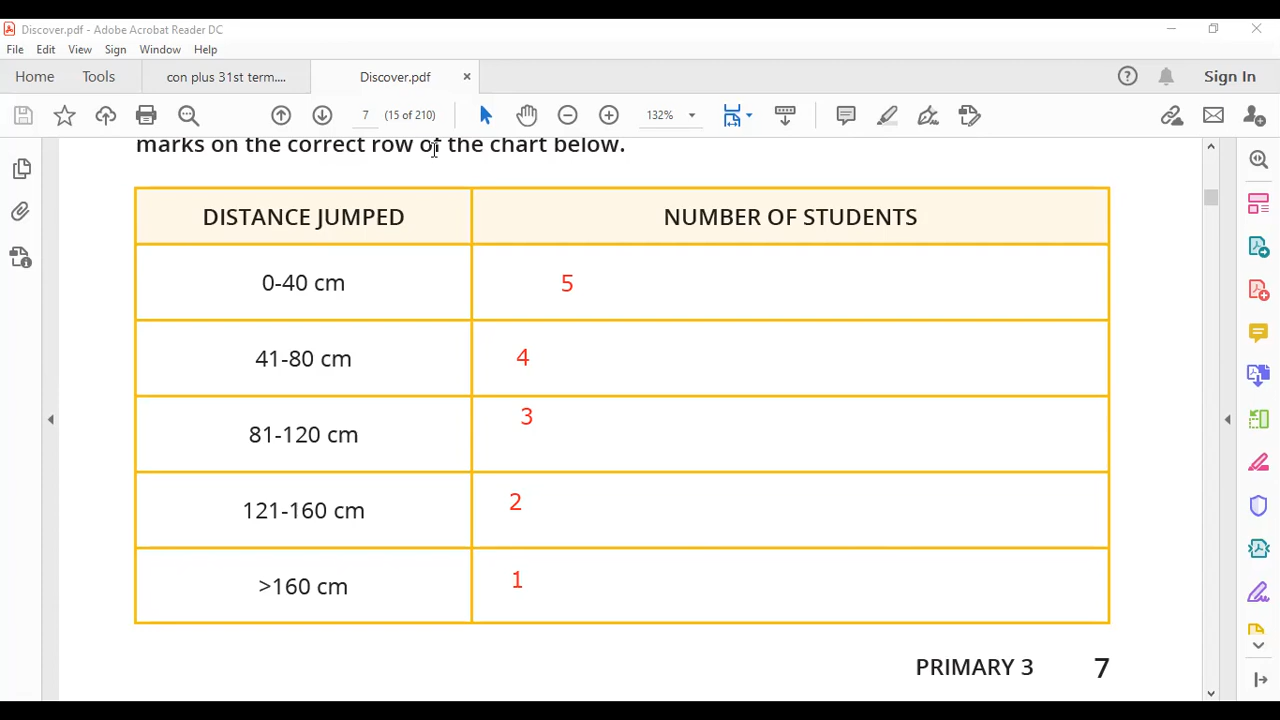 Discover.pdf - Adobe Acrobat Reader DC
File Edit View Sign Window Help
Home Tools con plus 31st term.... Discover.pdf × Sign In
7 (15 of 210) 132%
marks on the correct row of the chart below.
DISTANCE JUMPED NUMBER OF STUDENTS
0-40 cm 5
41-80 cm 4
81-120 cm 3
121-160 cm 2
>160 cm 1
PRIMARY 3 7